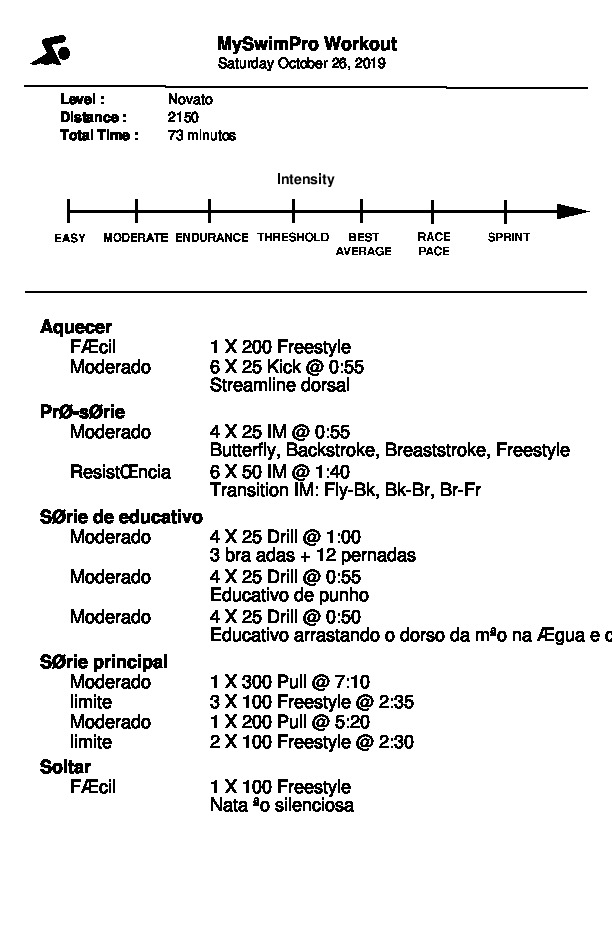 MySwimPro Workout
Saturday October 26, 2019
Level : Novato
Distance : 2150
Total Time : 73 minutos
Intensity
EASY MODERATE ENDURANCE THRESHOLD BEST AVERAGE RACE PACE SPRINT
Aquecer
FÆcil 1 X 200 Freestyle
Moderado 6 X 25 Kick @ 0:55
Streamline dorsal
PrØ-sØrie
Moderado 4 X 25 IM @ 0:55
Butterfly, Backstroke, Breaststroke, Freestyle
ResistŒncia 6 X 50 IM @ 1:40
Transition IM: Fly-Bk, Bk-Br, Br-Fr
SØrie de educativo
Moderado 4 X 25 Drill @ 1:00
3 bra adas + 12 pernadas
Moderado 4 X 25 Drill @ 0:55
Educativo de punho
Moderado 4 X 25 Drill @ 0:50
Educativo arrastando o dorso da mªo na Ægua e c
SØrie principal
Moderado 1 X 300 Pull @ 7:10
limite 3 X 100 Freestyle @ 2:35
Moderado 1 X 200 Pull @ 5:20
limite 2 X 100 Freestyle @ 2:30
Soltar
FÆcil 1 X 100 Freestyle
Nata ªo silenciosa